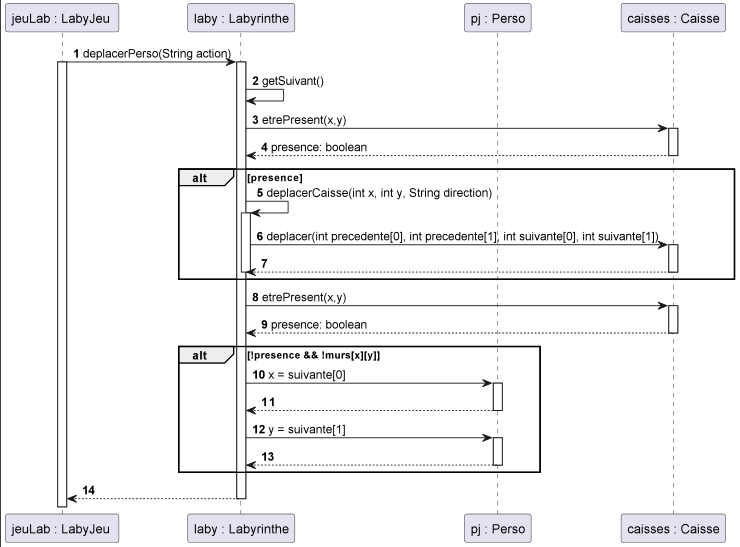 jeuLab : LabyJeu laby : Labyrinthe pj : Perso caisses : Caisse
1 deplacerPerso(String action)
2 getSuivant()
3 etrePresent(x,y)
4 presence: boolean
alt [presence]
5 deplacerCaisse(int x, int y, String direction)
6 deplacer(int precedente[0], int precedente[1], int suivante[0], int suivante[1])
7
8 etrePresent(x,y)
9 presence: boolean
alt [!presence && !murs[x][y]]
10 x = suivante[0]
11
12 y = suivante[1]
13
14
jeuLab : LabyJeu laby : Labyrinthe pj : Perso caisses : Caisse